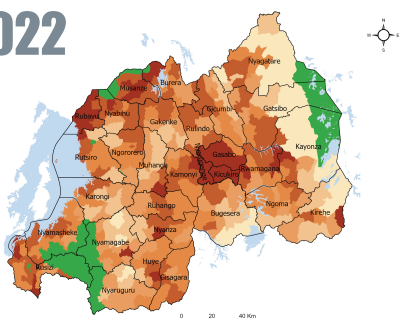 022
N
W E
S
Nyagatare
Burera
Musanze
Gicumbi
Gatsibo
Rubavu
Nyabihu
Gakenke
Rulindo
Kayonza
Ngororero
Gasabo
Rutsiro
Muhanga
Kamonyi
Kicukiro
Rwamagana
Karongi
Ruhango
Bugesera
Ngoma
Kirehe
Nyamasheke
Nyanza
Nyamagabe
Huye
Rusizi
Gisagara
Nyaruguru
0 20 40 Km